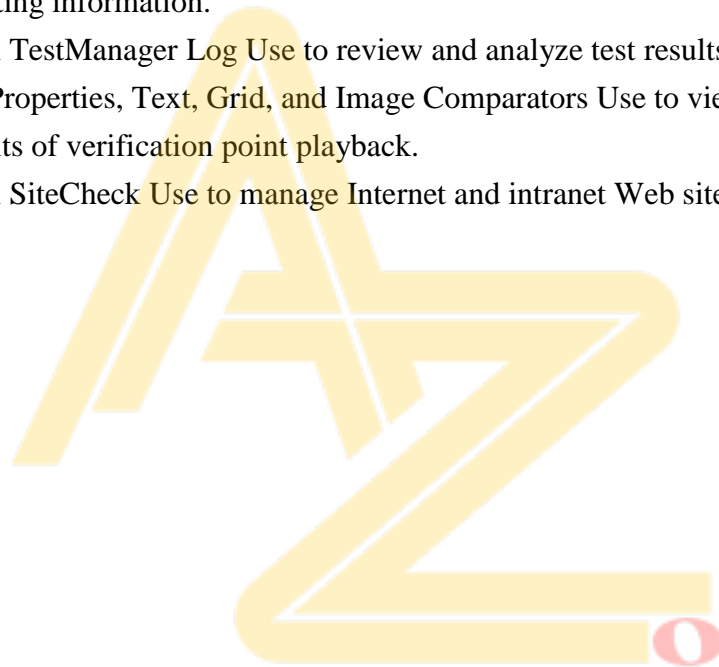 ting information.
TestManager Log Use to review and analyze test results
Properties, Text, Grid, and Image Comparators Use to vie
ts of verification point playback.
SiteCheck Use to manage Internet and intranet Web site
AZ